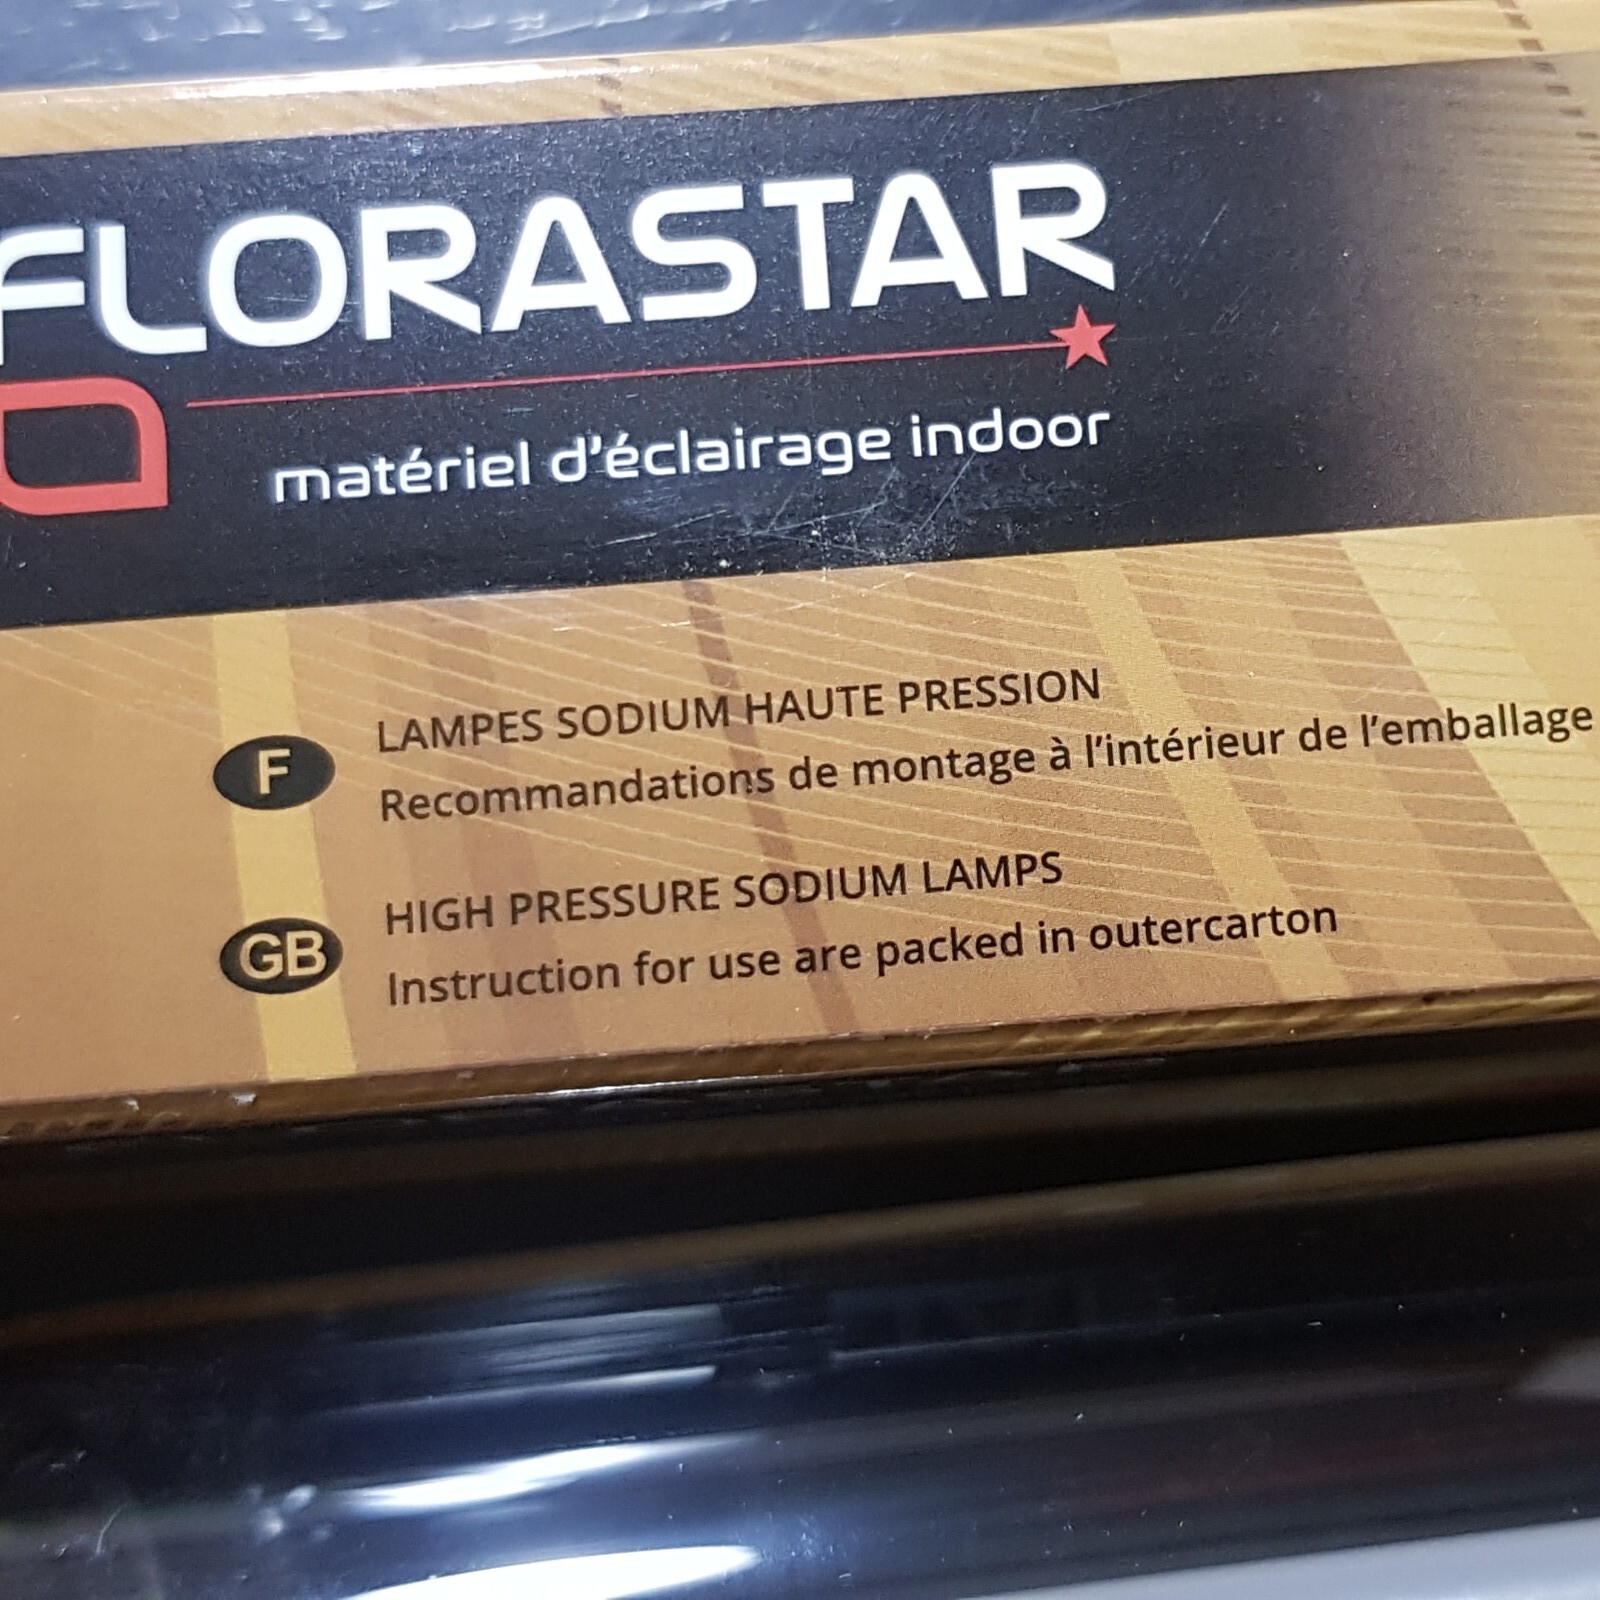 FLORASTAR
matériel d'éclairage indoor
F
LAMPES SODIUM HAUTE PRESSION
Recommandations de montage à l'intérieur de l'emballage
GB
HIGH PRESSURE SODIUM LAMPS
Instruction for use are packed in outercarton